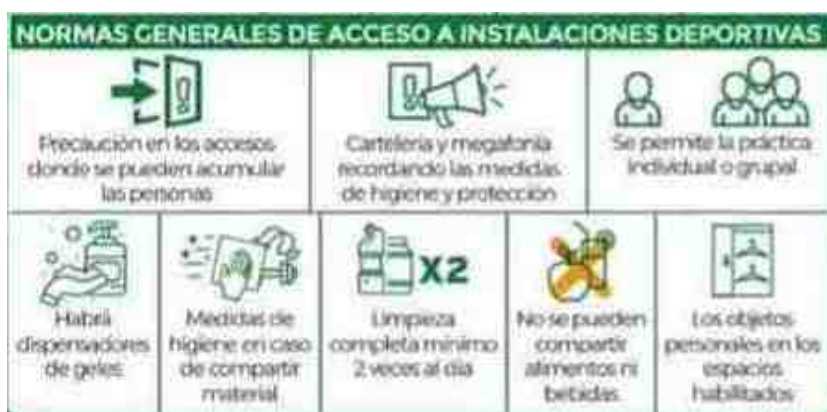 NORMAS GENERALES DE ACCESO A INSTALACIONES DEPORTIVAS
Precaución en los accesos
donde se pueden acumular
las personas
Cartelería y megafonía
recordando las medidas
de higiene y protección
Se permite la práctica
individual o grupal
Habrá
dispensadores
de geles
Medidas de
higiene en caso
de compartir
material
X2
Limpieza
completa mínimo
2 veces al día
No se pueden
compartir
alimentos ni
bebidas
Los objetos
personales en los
espacios
habilitados